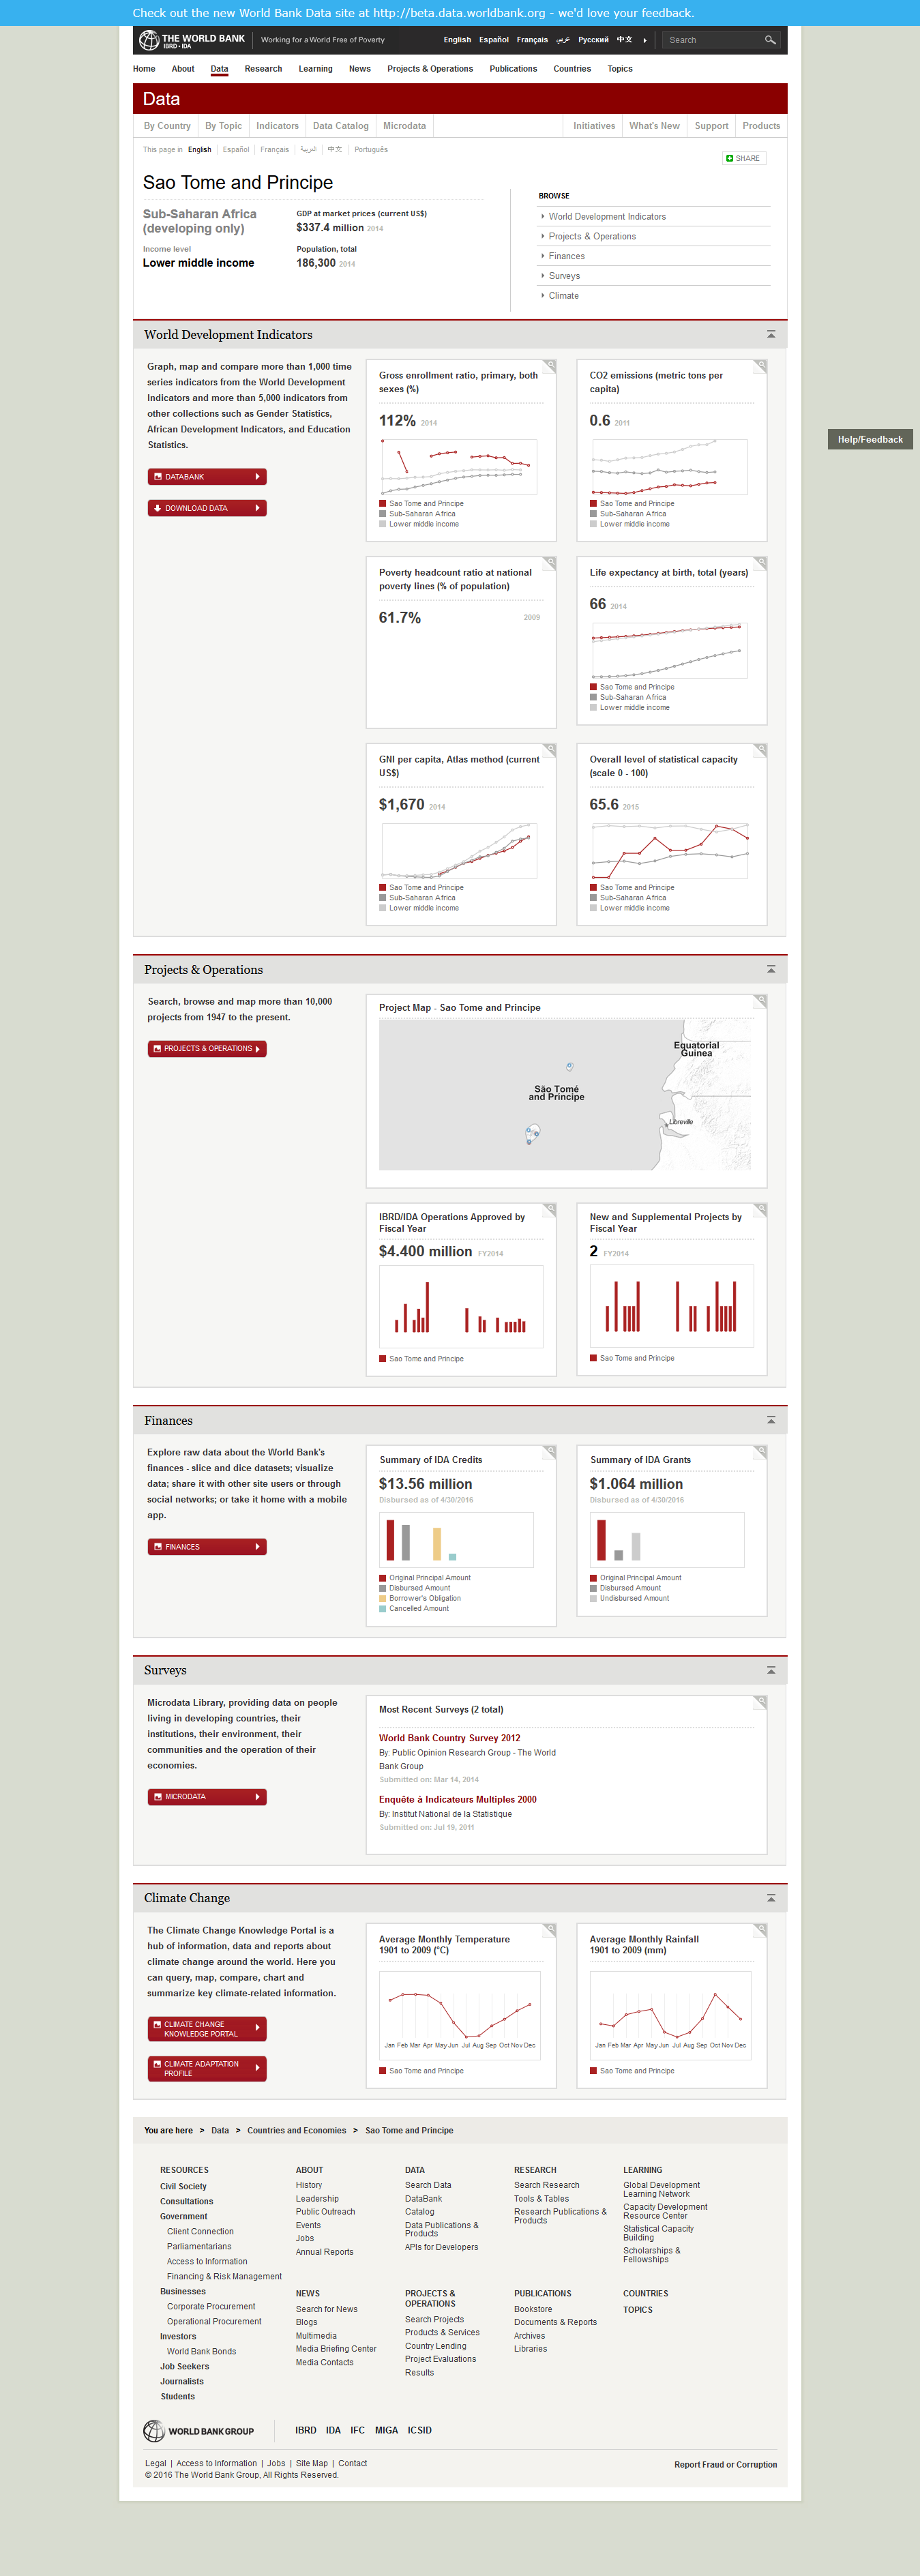 Check out the new World Bank Data site at http://beta.data.worldbank.org - we'd love your feedback.
THE WORLD BANK
IBRD • IDA
Working for a World Free of Poverty
English Español Français عربي Русский 中文
Search
Home About Data Research Learning News Projects & Operations Publications Countries Topics
Data
By Country By Topic Indicators Data Catalog Microdata Initiatives What's New Support Products
This page in English Español Français العربية 中文 Português
SHARE
Sao Tome and Principe
Sub-Saharan Africa
(developing only)
Income level
Lower middle income
GDP at market prices (current US$)
$337.4 million 2014
Population, total
186,300 2014
BROWSE
World Development Indicators
Projects & Operations
Finances
Surveys
Climate
World Development Indicators
Graph, map and compare more than 1,000 time
series indicators from the World Development
Indicators and more than 5,000 indicators from
other collections such as Gender Statistics,
African Development Indicators, and Education
Statistics.
DATABANK
DOWNLOAD DATA
Gross enrollment ratio, primary, both
sexes (%)
112% 2014
Sao Tome and Principe
Sub-Saharan Africa
Lower middle income
CO2 emissions (metric tons per
capita)
0.6 2011
Sao Tome and Principe
Sub-Saharan Africa
Lower middle income
Help/Feedback
Poverty headcount ratio at national
poverty lines (% of population)
61.7% 2009
Life expectancy at birth, total (years)
66 2014
Sao Tome and Principe
Sub-Saharan Africa
Lower middle income
GNI per capita, Atlas method (current
US$)
$1,670 2014
Sao Tome and Principe
Sub-Saharan Africa
Lower middle income
Overall level of statistical capacity
(scale 0 - 100)
65.6 2015
Sao Tome and Principe
Sub-Saharan Africa
Lower middle income
Projects & Operations
Search, browse and map more than 10,000
projects from 1947 to the present.
PROJECTS & OPERATIONS
Project Map - Sao Tome and Principe
Equatorial
Guinea
São Tomé
and Principe
Libreville
IBRD/IDA Operations Approved by
Fiscal Year
$4.400 million FY2014
Sao Tome and Principe
New and Supplemental Projects by
Fiscal Year
2 FY2014
Sao Tome and Principe
Finances
Explore raw data about the World Bank's
finances - slice and dice datasets; visualize
data; share it with other site users or through
social networks; or take it home with a mobile
app.
FINANCES
Summary of IDA Credits
$13.56 million
Disbursed as of 4/30/2016
Original Principal Amount
Disbursed Amount
Borrower's Obligation
Cancelled Amount
Summary of IDA Grants
$1.064 million
Disbursed as of 4/30/2016
Original Principal Amount
Disbursed Amount
Undisbursed Amount
Surveys
Microdata Library, providing data on people
living in developing countries, their
institutions, their environment, their
communities and the operation of their
economies.
MICRODATA
Most Recent Surveys (2 total)
World Bank Country Survey 2012
By: Public Opinion Research Group - The World
Bank Group
Submitted on: Mar 14, 2014
Enquête à Indicateurs Multiples 2000
By: Institut National de la Statistique
Submitted on: Jul 19, 2011
Climate Change
The Climate Change Knowledge Portal is a
hub of information, data and reports about
climate change around the world. Here you
can query, map, compare, chart and
summarize key climate-related information.
CLIMATE CHANGE
KNOWLEDGE PORTAL
CLIMATE ADAPTATION
PROFILE
Average Monthly Temperature
1901 to 2009 (°C)
Jan Feb Mar Apr May Jun Jul Aug Sep Oct Nov Dec
Sao Tome and Principe
Average Monthly Rainfall
1901 to 2009 (mm)
Jan Feb Mar Apr May Jun Jul Aug Sep Oct Nov Dec
Sao Tome and Principe
You are here > Data > Countries and Economies > Sao Tome and Principe
RESOURCES
Civil Society
Consultations
Government
Client Connection
Parliamentarians
Access to Information
Financing & Risk Management
Businesses
Corporate Procurement
Operational Procurement
Investors
World Bank Bonds
Job Seekers
Journalists
Students
ABOUT
History
Leadership
Public Outreach
Events
Jobs
Annual Reports
DATA
Search Data
DataBank
Catalog
Data Publications &
Products
APIs for Developers
RESEARCH
Search Research
Tools & Tables
Research Publications &
Products
LEARNING
Global Development
Learning Network
Capacity Development
Resource Center
Statistical Capacity
Building
Scholarships &
Fellowships
NEWS
Search for News
Blogs
Multimedia
Media Briefing Center
Media Contacts
PROJECTS &
OPERATIONS
Search Projects
Products & Services
Country Lending
Project Evaluations
Results
PUBLICATIONS
Bookstore
Documents & Reports
Archives
Libraries
COUNTRIES
TOPICS
WORLD BANK GROUP
IBRD IDA IFC MIGA ICSID
Legal | Access to Information | Jobs | Site Map | Contact
© 2016 The World Bank Group, All Rights Reserved.
Report Fraud or Corruption